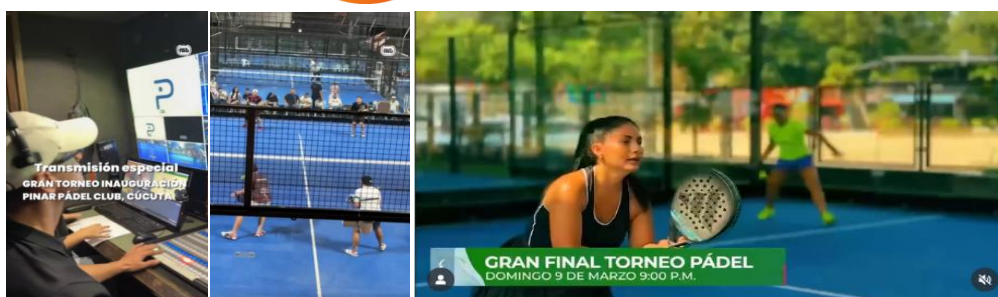 Transmisión especial
GRAN TORNEO INAUGURACIÓN
PINAR PÁDEL CLUB, CÚCUTA
GRAN FINAL TORNEO PÁDEL
DOMINGO 9 DE MARZO 9:00 P.M.